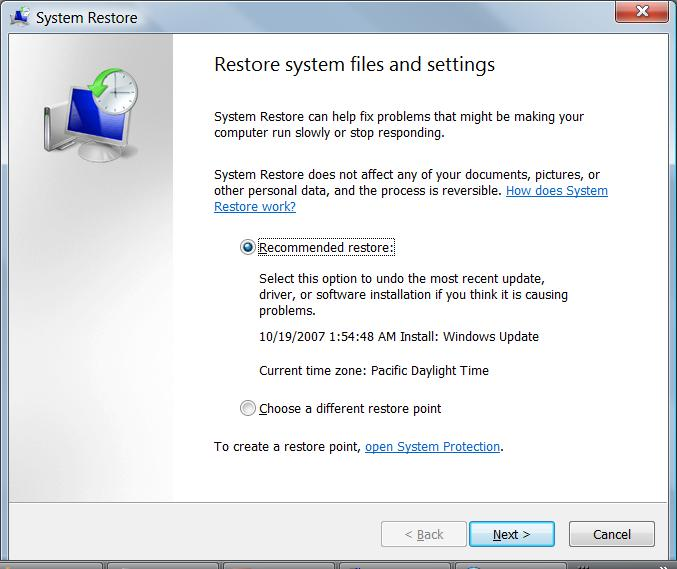 System Restore
Restore system files and settings
System Restore can help fix problems that might be making your
computer run slowly or stop responding.
System Restore does not affect any of your documents, pictures, or
other personal data, and the process is reversible. How does System
Restore work?
Recommended restore:
Select this option to undo the most recent update,
driver, or software installation if you think it is causing
problems.
10/19/2007 1:54:48 AM Install: Windows Update
Current time zone: Pacific Daylight Time
Choose a different restore point
To create a restore point, open System Protection.
< Back
Next >
Cancel